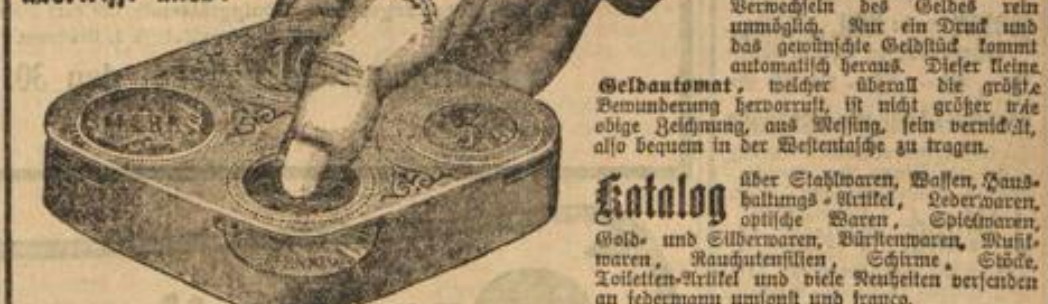 Verwechseln des Geldes rein
unmöglich. Nur ein Druck und
das gewünschte Geldstück kommt
automatisch heraus. Dieser kleine
Geldautomat, welcher überall die größte
Bewunderung hervorruft, ist nicht größer wie
obige Zeichnung, aus Messing, fein vernickelt,
also bequem in der Westentasche zu tragen.
Katalog über Stahlwaren, Waffen, Haus-
haltungs-Artikel, Lederwaren,
optische Waren, Spielwaren,
Gold- und Silberwaren, Bürstenwaren, Musik-
waren, Rauchutensilien, Schirme, Stöcke,
Toiletten-Artikel und viele Neuheiten versenden
an jedermann umsonst und franco.
MARK
5
PFENNIG